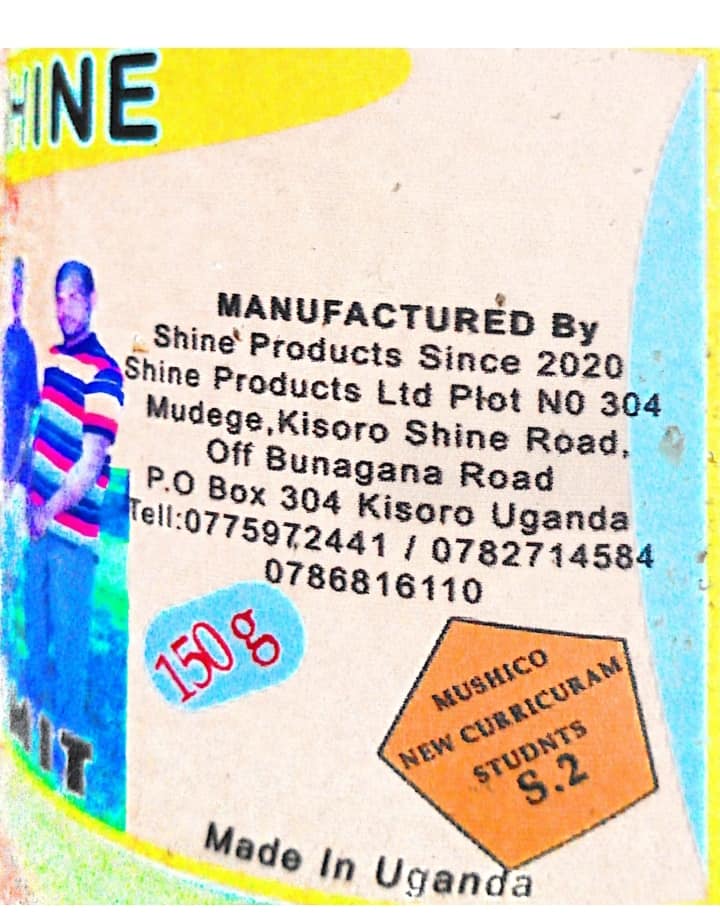 HINE
MANUFACTURED By
Shine Products Since 2020
Shine Products Ltd Plot N0 304
Mudege,Kisoro Shine Road,
Off Bunagana Road
P.O Box 304 Kisoro Uganda
Tell:0775972441 / 0782714584
0786816110
150g
MUSHICO
NEW CURRICURAM
STUDNTS
S.2
IT
Made In Uganda